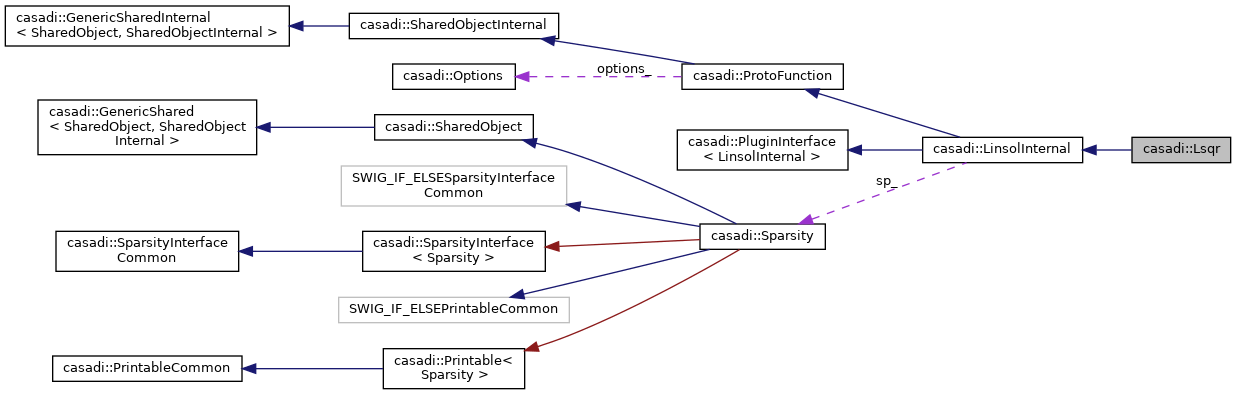 casadi::GenericSharedInternal
< SharedObject, SharedObjectInternal >
casadi::SharedObjectInternal
casadi::Options
options_
casadi::ProtoFunction
casadi::GenericShared
< SharedObject, SharedObject
Internal >
casadi::SharedObject
casadi::PluginInterface
< LinsolInternal >
casadi::LinsolInternal
casadi::Lsqr
SWIG_IF_ELSESparsityInterface
Common
sp_
casadi::SparsityInterface
Common
casadi::SparsityInterface
< Sparsity >
casadi::Sparsity
SWIG_IF_ELSEPrintableCommon
casadi::PrintableCommon
casadi::Printable<
Sparsity >